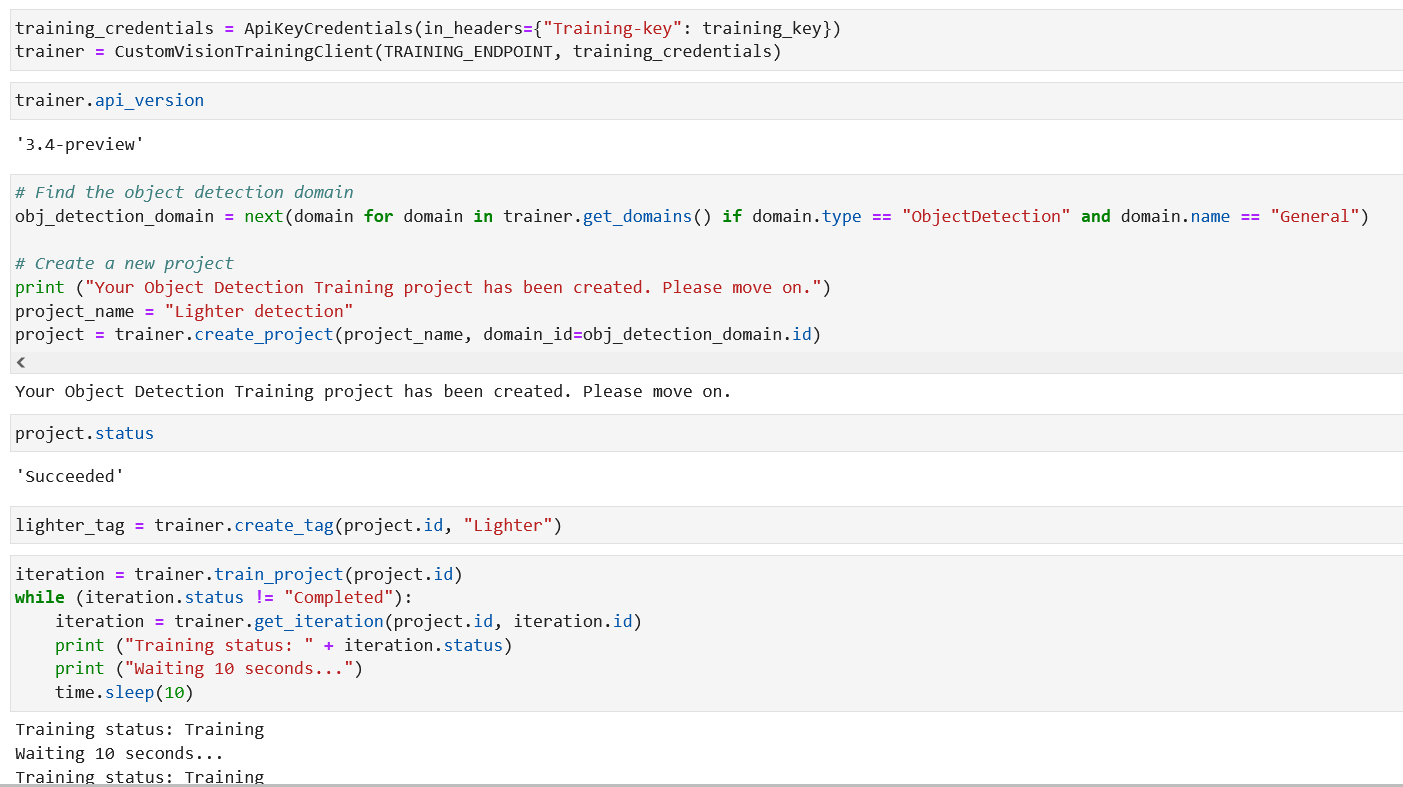 training_credentials = ApiKeyCredentials(in_headers={"Training-key": training_key})
trainer = CustomVisionTrainingClient(TRAINING_ENDPOINT, training_credentials)
trainer.api_version
'3.4-preview'
# Find the object detection domain
obj_detection_domain = next(domain for domain in trainer.get_domains() if domain.type == "ObjectDetection" and domain.name == "General")
# Create a new project
print ("Your Object Detection Training project has been created. Please move on.")
project_name = "Lighter detection"
project = trainer.create_project(project_name, domain_id=obj_detection_domain.id)
Your Object Detection Training project has been created. Please move on.
project.status
'Succeeded'
lighter_tag = trainer.create_tag(project.id, "Lighter")
iteration = trainer.train_project(project.id)
while (iteration.status != "Completed"):
    iteration = trainer.get_iteration(project.id, iteration.id)
    print ("Training status: " + iteration.status)
    print ("Waiting 10 seconds...")
    time.sleep(10)
Training status: Training
Waiting 10 seconds...
Training status: Training